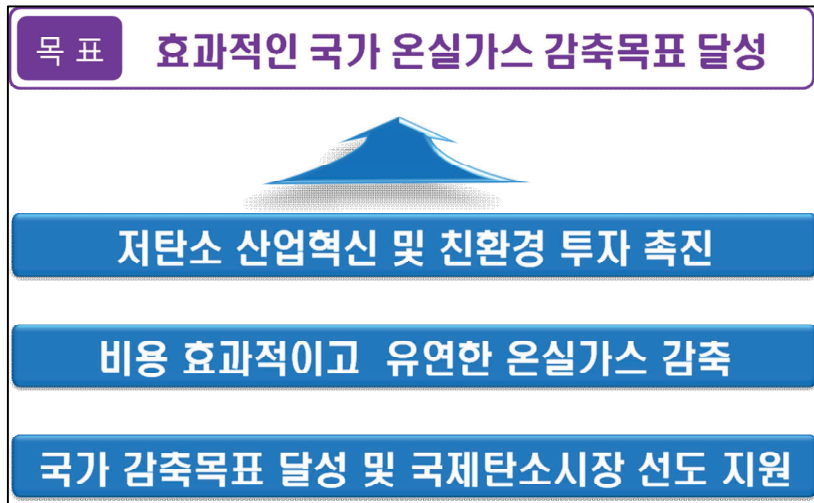 목 표 효과적인 국가 온실가스 감축목표 달성
저탄소 산업혁신 및 친환경 투자 촉진
비용 효과적이고 유연한 온실가스 감축
국가 감축목표 달성 및 국제탄소시장 선도 지원